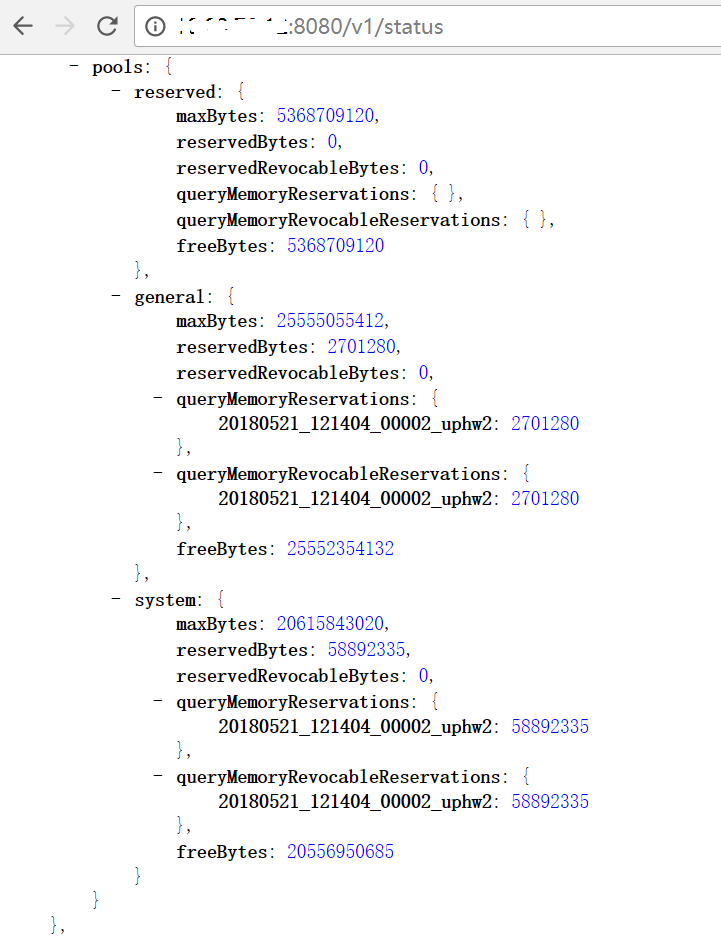 :8080/v1/status
- pools: {
- reserved: {
maxBytes: 5368709120,
reservedBytes: 0,
reservedRevocableBytes: 0,
queryMemoryReservations: { },
queryMemoryRevocableReservations: { },
freeBytes: 5368709120
},
- general: {
maxBytes: 25555055412,
reservedBytes: 2701280,
reservedRevocableBytes: 0,
- queryMemoryReservations: {
20180521_121404_00002_uphw2: 2701280
},
- queryMemoryRevocableReservations: {
20180521_121404_00002_uphw2: 2701280
},
freeBytes: 25552354132
},
- system: {
maxBytes: 20615843020,
reservedBytes: 58892335,
reservedRevocableBytes: 0,
- queryMemoryReservations: {
20180521_121404_00002_uphw2: 58892335
},
- queryMemoryRevocableReservations: {
20180521_121404_00002_uphw2: 58892335
},
freeBytes: 20556950685
}
}
},